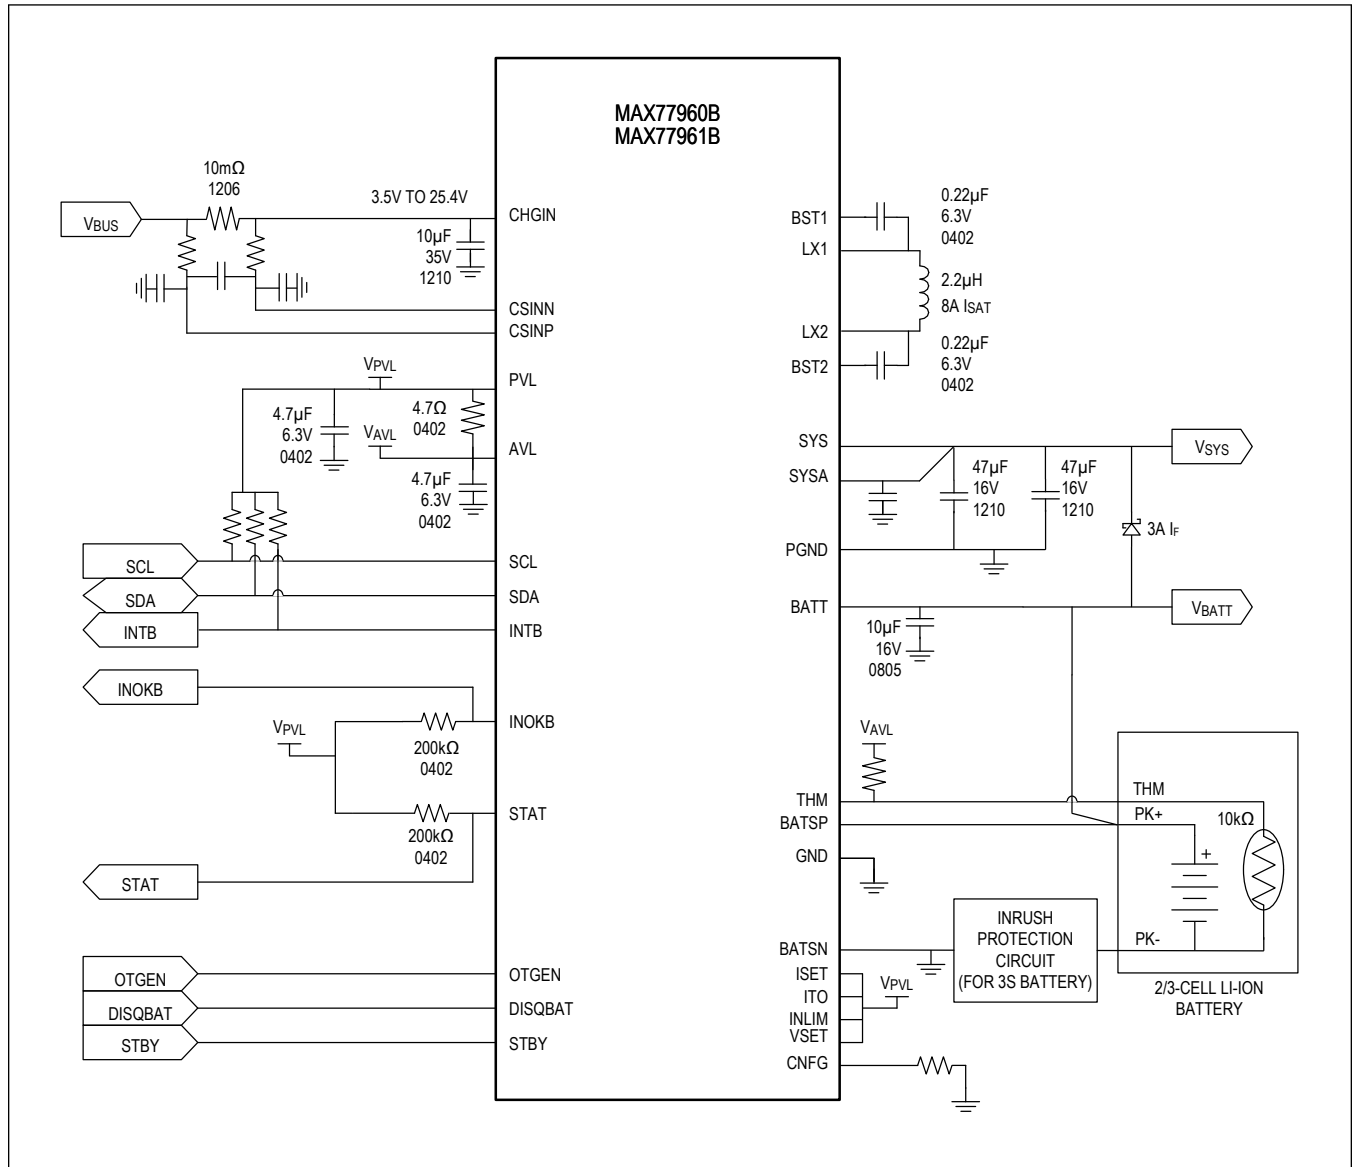 MAX77960B
MAX77961B
10mΩ
1206
3.5V TO 25.4V
VBUS
CHGIN
10µF
35V
1210
CSINN
CSINP
VPVL
PVL
4.7µF
6.3V
0402
4.7Ω
0402
VAVL
AVL
4.7µF
6.3V
0402
SCL
SCL
SDA
SDA
INTB
INTB
INOKB
INOKB
VPVL
200kΩ
0402
STAT
200kΩ
0402
STAT
OTGEN
OTGEN
DISQBAT
DISQBAT
STBY
STBY
BST1
0.22µF
6.3V
0402
LX1
2.2µH
8A ISAT
LX2
0.22µF
6.3V
0402
BST2
SYS
VSYS
SYSA
47µF
16V
1210
47µF
16V
1210
3A IF
PGND
BATT
VBATT
10µF
16V
0805
VAVL
THM
THM
BATSP
PK+
10kΩ
+
GND
BATSN
INRUSH
PROTECTION
CIRCUIT
(FOR 3S BATTERY)
PK-
2/3-CELL LI-ION
BATTERY
ISET
ITO
INLIM
VSET
VPVL
CNFG